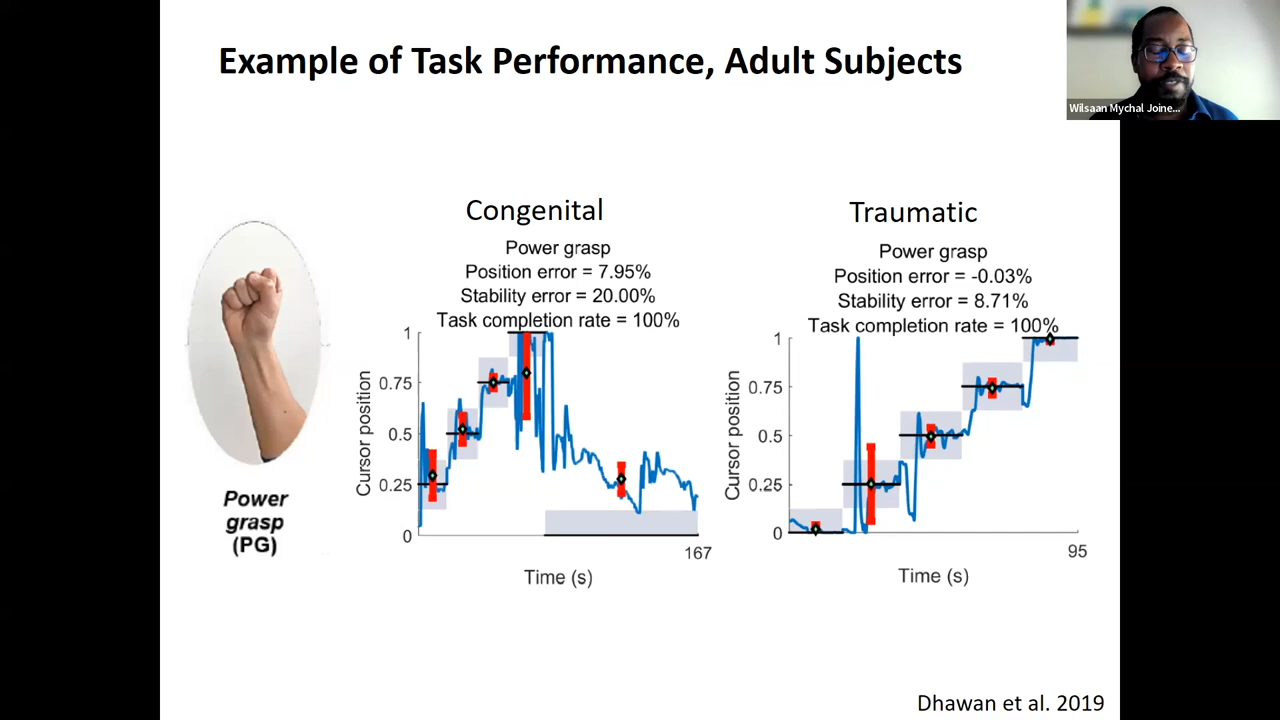 Example of Task Performance, Adult Subjects
Wilsaan Mychal Joine...
Congenital
Power grasp
Position error = 7.95%
Stability error = 20.00%
Task completion rate = 100%
1
0.75
0.5
0.25
0
Cursor position
167
Time (s)
Traumatic
Power grasp
Position error = -0.03%
Stability error = 8.71%
Task completion rate = 100%
1
0.75
0.5
0.25
0
Cursor position
95
Time (s)
Power
grasp
(PG)
Dhawan et al. 2019